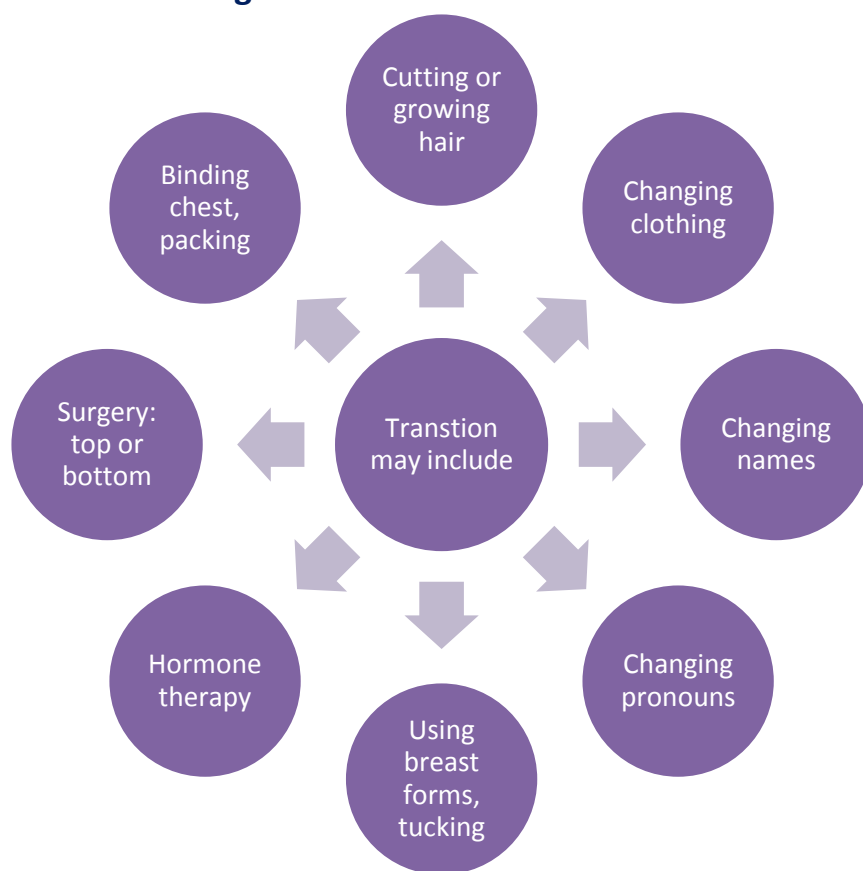 Cutting or
growing
hair
Changing
clothing
Changing
names
Changing
pronouns
Using
breast
forms,
tucking
Hormone
therapy
Surgery:
top or
bottom
Binding
chest,
packing
Transtion
may include